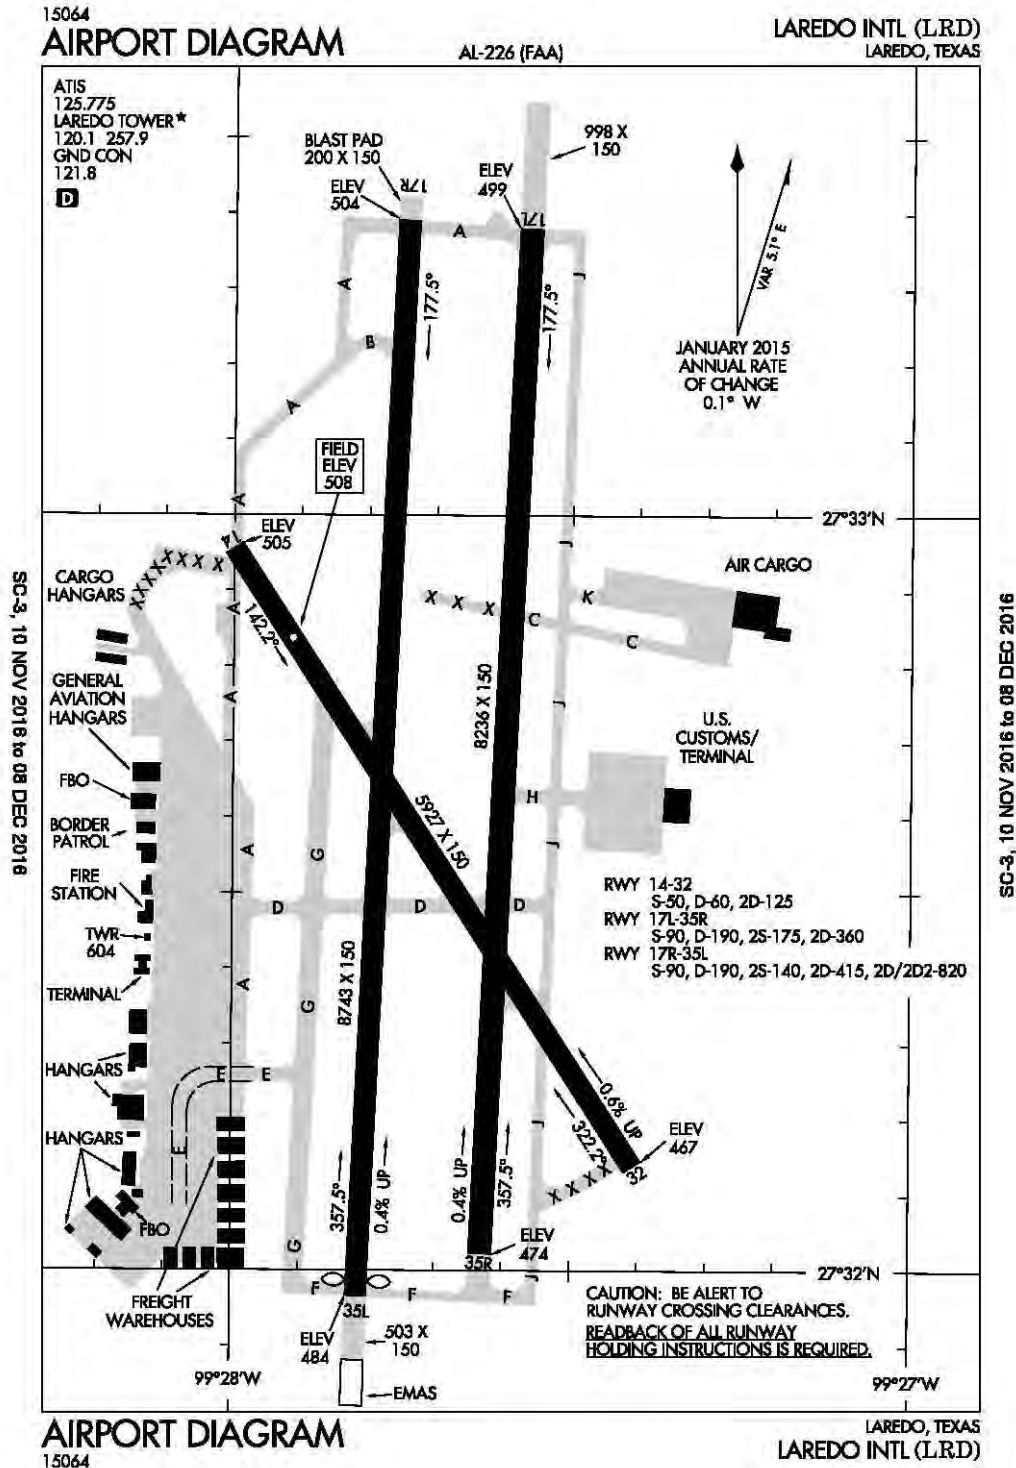 15064
AIRPORT DIAGRAM
AL-226 (FAA)
LAREDO INTL (LRD)
LAREDO, TEXAS
ATIS
125.775
LAREDO TOWER★
120.1 257.9
GND CON
121.8
D
BLAST PAD
200 X 150
ELEV
504
17R
ELEV
499
17L
998 X
150
VAR 5.1° E
JANUARY 2015
ANNUAL RATE
OF CHANGE
0.1° W
A
A
J
177.5°
177.5°
B
A
FIELD
ELEV
508
A
27°33'N
14
ELEV
505
J
X X X X X X X X
CARGO
HANGARS
A
142.2°
X X X
C
K
C
AIR CARGO
GENERAL
AVIATION
HANGARS
A
8236 X 150
J
U.S.
CUSTOMS/
TERMINAL
FBO
H
5927 X 150
BORDER
PATROL
A
G
J
FIRE
STATION
D
D
D
RWY 14-32
S-50, D-60, 2D-125
RWY 17L-35R
S-90, D-190, 2S-175, 2D-360
RWY 17R-35L
S-90, D-190, 2S-140, 2D-415, 2D/2D2-820
TWR
604
TERMINAL
A
G
8743 X 150
HANGARS
E
E
0.6% UP
322.2°
HANGARS
E
J
ELEV
467
32
X X X X
357.5°
0.4% UP
0.4% UP
357.5°
FBO
G
ELEV
474
35R
27°32'N
F
F
F
J
35L
FREIGHT
WAREHOUSES
CAUTION: BE ALERT TO
RUNWAY CROSSING CLEARANCES.
READBACK OF ALL RUNWAY
HOLDING INSTRUCTIONS IS REQUIRED.
ELEV
484
503 X
150
EMAS
99°28'W
99°27'W
SC-3, 10 NOV 2016 to 08 DEC 2016
SC-3, 10 NOV 2016 to 08 DEC 2016
AIRPORT DIAGRAM
15064
LAREDO, TEXAS
LAREDO INTL (LRD)